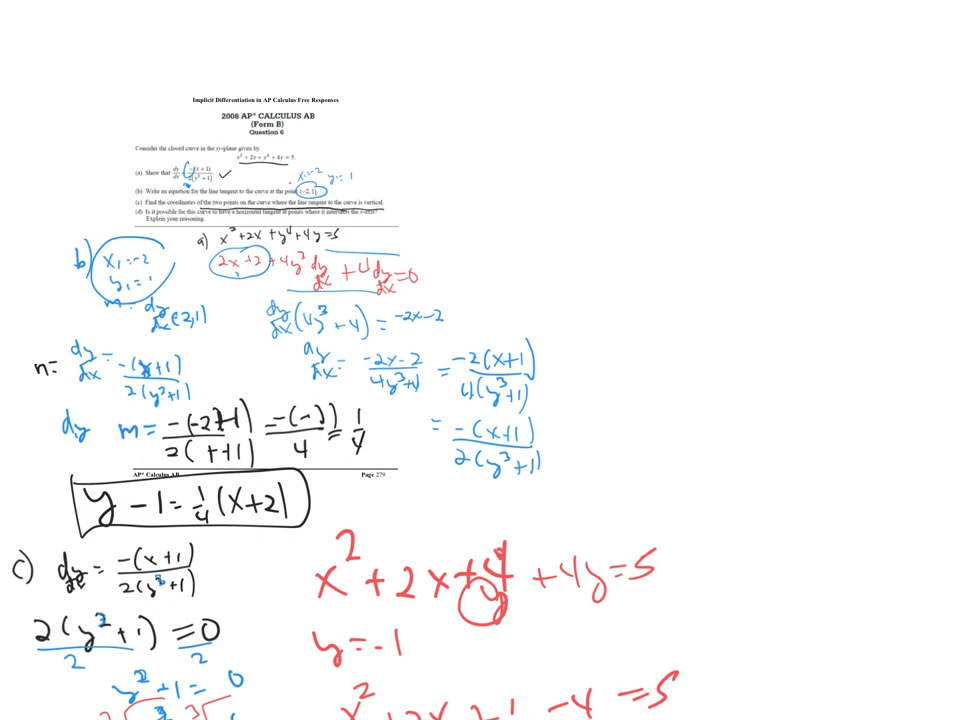 Implicit Differentiation in AP Calculus Free Responses
2008 AP® CALCULUS AB
(Form B)
Question 6
Consider the closed curve in the xy-plane given by
x² + 2x + y⁴ + 4y = 5.
(a) Show that dy/dx = -(x+1)/2(y³+1)
x=-2 y=1
(b) Write an equation for the line tangent to the curve at the point (-2, 1).
(c) Find the coordinates of the two points on the curve where the line tangent to the curve is vertical.
(d) Is it possible for this curve to have a horizontal tangent at points where it intersects the x-axis?
Explain your reasoning.
a) x² + 2x + y⁴ + 4y = 5
2x + 2 + 4y³ dy/dx + 4 dy/dx = 0
b) x₁ = -2
y₁ = 1
m = dy/dx (-2, 1)
dy/dx (4y³ + 4) = -2x - 2
dy/dx = (-2x - 2)/(4y³ + 4) = -2(x+1)/4(y³+1)
= -(x+1)/2(y³+1)
m = dy/dx = -(x+1)/2(y³+1)
dy m = -(-2+1)/2(1+1) = -(-1)/4 = 1/4
AP® Calculus AB Page 279
y - 1 = 1/4 (x+2)
c) dy/dx = -(x+1)/2(y³+1)
2(y³+1)/2 = 0/2
y³ + 1 = 0
x² + 2x + y⁴ + 4y = 5
y = -1
x² + 2x + 1 - 4 = 5